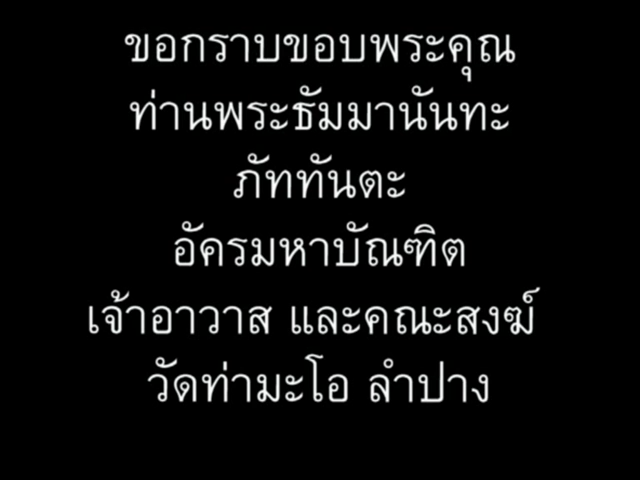 ขอกราบขอบพระคุณ
ท่านพระธัมมานันทะ
ภัททันตะ
อัครมหาบัณฑิต
เจ้าอาวาส และคณะสงฆ์
วัดท่ามะโอ ลำปาง